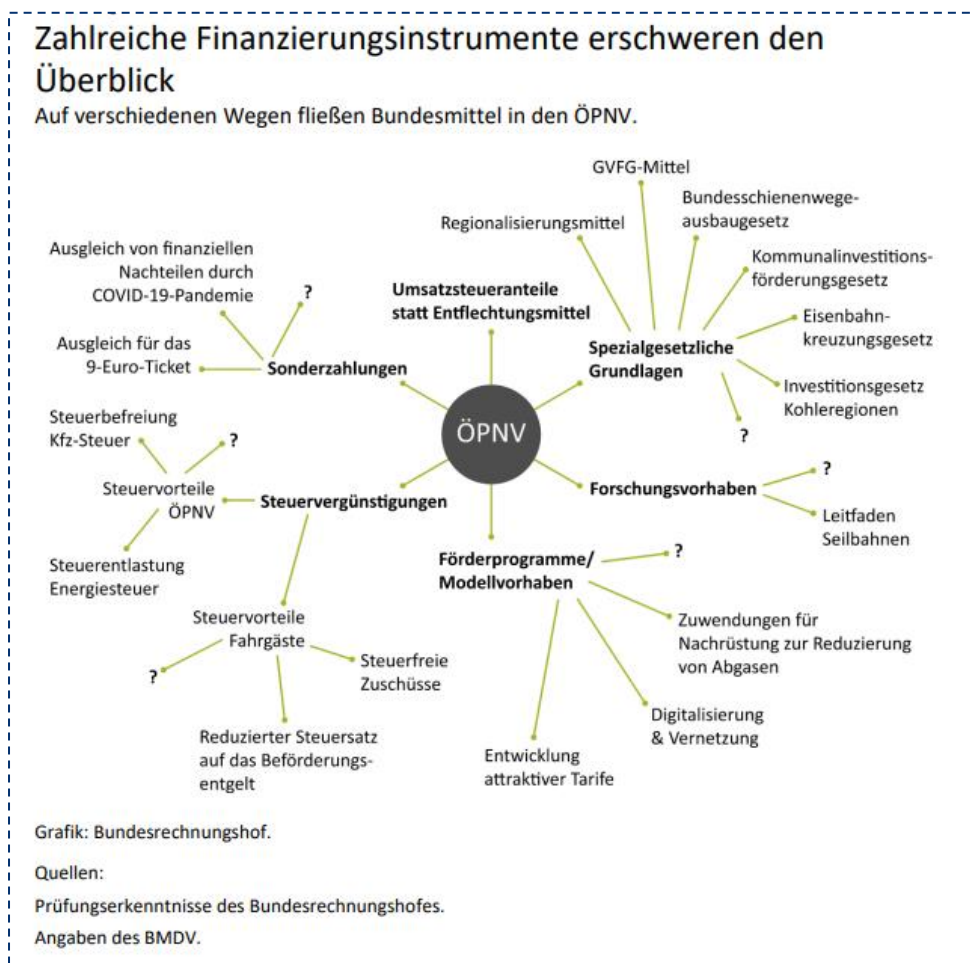 Zahlreiche Finanzierungsinstrumente erschweren den
Überblick
Auf verschiedenen Wegen fließen Bundesmittel in den ÖPNV.
GVFG-Mittel
Regionalisierungsmittel
Bundesschienenwege-
ausbaugesetz
Kommunalinvestitions-
förderungsgesetz
Eisenbahn-
kreuzungsgesetz
Investitionsgesetz
Kohleregionen
?
Spezialgesetzliche
Grundlagen
Umsatzsteueranteile
statt Entflechtungsmittel
Ausgleich von finanziellen
Nachteilen durch
COVID-19-Pandemie
?
Ausgleich für das
9-Euro-Ticket
Sonderzahlungen
ÖPNV
Steuerbefreiung
Kfz-Steuer
?
Steuervorteile
ÖPNV
Steuervergünstigungen
Steuerentlastung
Energiesteuer
Steuervorteile
Fahrgäste
?
Steuerfreie
Zuschüsse
Reduzierter Steuersatz
auf das Beförderungs-
entgelt
Forschungsvorhaben
?
Leitfaden
Seilbahnen
Förderprogramme/
Modellvorhaben
?
Zuwendungen für
Nachrüstung zur Reduzierung
von Abgasen
Digitalisierung
& Vernetzung
Entwicklung
attraktiver Tarife
Grafik: Bundesrechnungshof.
Quellen:
Prüfungserkenntnisse des Bundesrechnungshofes.
Angaben des BMDV.